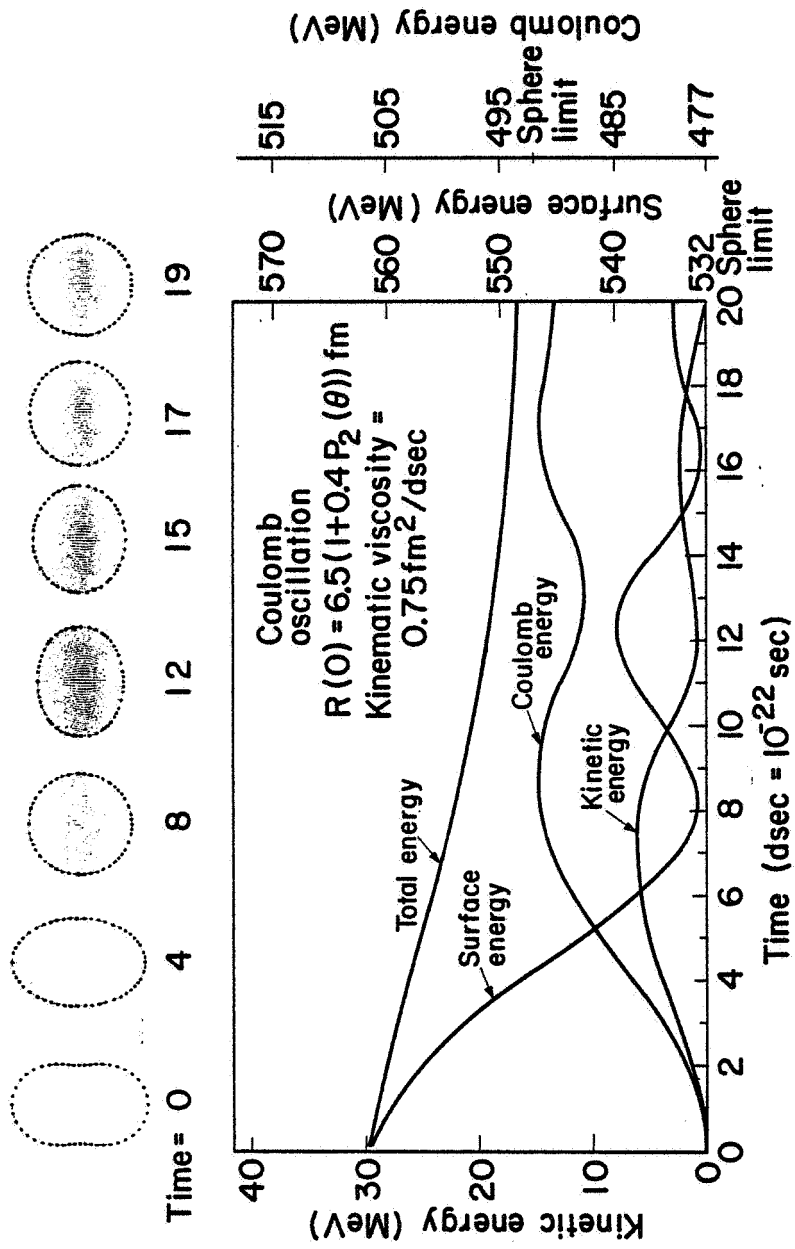 Time = 0 4 8 12 15 17 19
Kinetic energy (MeV)
40
30
20
10
0
Coulomb
oscillation
R(0) = 6.5(1+0.4 P₂(θ)) fm
Kinematic viscosity =
0.75 fm²/dsec
Total energy
Surface
energy
Coulomb
energy
Kinetic
energy
0 2 4 6 8 10 12 14 16 18 20
Time (dsec = 10⁻²² sec)
Surface energy (MeV)
570
560
550
540
532
Sphere
limit
Coulomb energy (MeV)
515
505
495
Sphere
limit
485
477